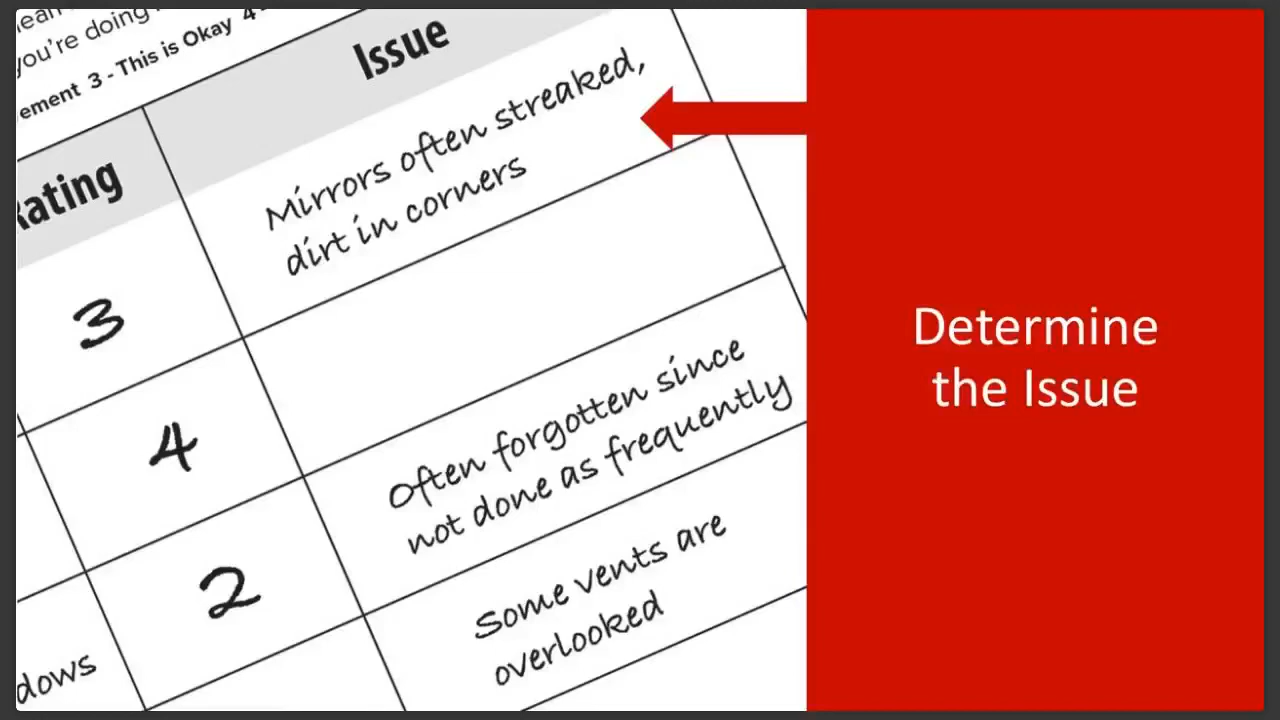 you're doing
3 - This is Okay 4
Issue
Mirrors often streaked,
dirt in corners
Rating
3
4
Often forgotten since
not done as frequently
2
Some vents are
overlooked
Determine
the Issue